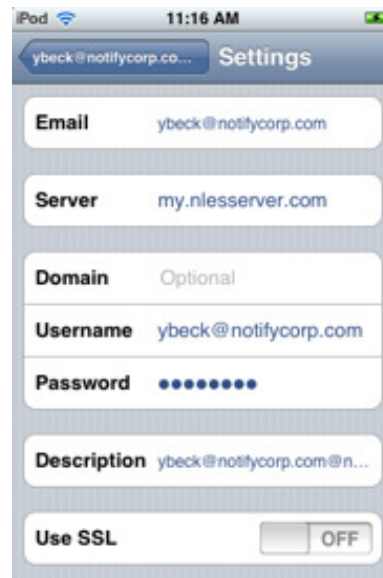 iPod 11:16 AM
ybeck@notifycorp.co... Settings
Email ybeck@notifycorp.com
Server my.nlesserver.com
Domain Optional
Username ybeck@notifycorp.com
Password ●●●●●●●●
Description ybeck@notifycorp.com@n...
Use SSL OFF